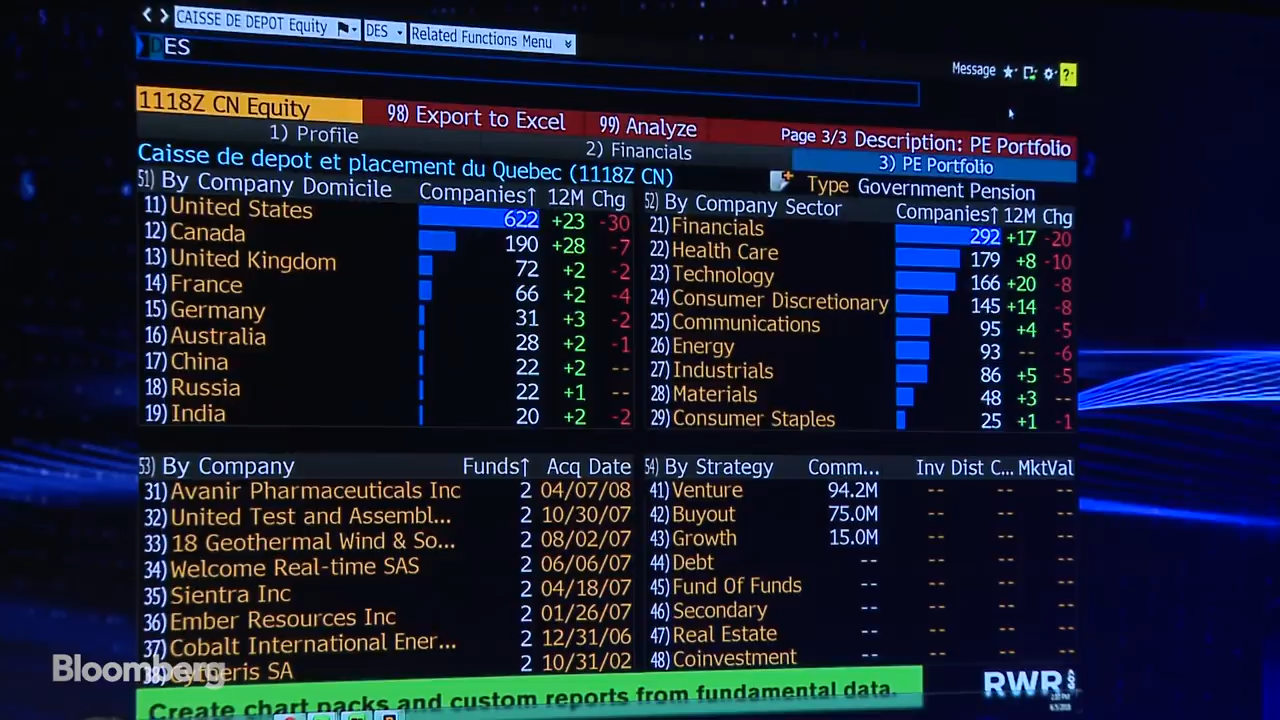 CAISSE DE DEPOT Equity DES Related Functions Menu
DES
Message
1118Z CN Equity 98) Export to Excel 99) Analyze Page 3/3 Description: PE Portfolio
1) Profile 2) Financials 3) PE Portfolio
Caisse de depot et placement du Quebec (1118Z CN) Type Government Pension
51) By Company Domicile Companies↑ 12M Chg
11) United States 622 +23 -30
12) Canada 190 +28 -7
13) United Kingdom 72 +2 -2
14) France 66 +2 -4
15) Germany 31 +3 -2
16) Australia 28 +2 -1
17) China 22 +2 --
18) Russia 22 +1 --
19) India 20 +2 -2
52) By Company Sector Companies↑ 12M Chg
21) Financials 292 +17 -20
22) Health Care 179 +8 -10
23) Technology 166 +20 -8
24) Consumer Discretionary 145 +14 -8
25) Communications 95 +4 -5
26) Energy 93 -- -6
27) Industrials 86 +5 -5
28) Materials 48 +3 --
29) Consumer Staples 25 +1 -1
53) By Company Funds↑ Acq Date
31) Avanir Pharmaceuticals Inc 2 04/07/08
32) United Test and Assembl... 2 10/30/07
33) 18 Geothermal Wind & So... 2 08/02/07
34) Welcome Real-time SAS 2 06/06/07
35) Sientra Inc 2 04/18/07
36) Ember Resources Inc 2 01/26/07
37) Cobalt International Ener... 2 12/31/06
38) SA 2 10/31/02
54) By Strategy Comm... Inv Dist C... MktVal
41) Venture 94.2M -- -- -- --
42) Buyout 75.0M -- -- -- --
43) Growth 15.0M -- -- -- --
44) Debt -- -- -- -- --
45) Fund Of Funds -- -- -- -- --
46) Secondary -- -- -- -- --
47) Real Estate -- -- -- -- --
48) Coinvestment -- -- -- -- --
Bloomberg
Create chart packs and custom reports from fundamental data.
RWR